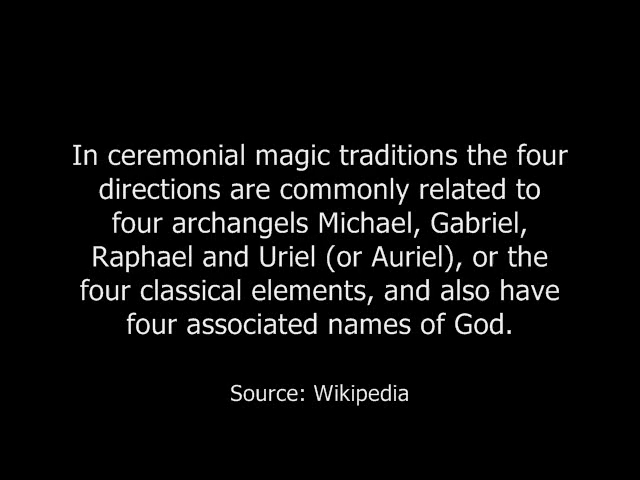 In ceremonial magic traditions the four
directions are commonly related to
four archangels Michael, Gabriel,
Raphael and Uriel (or Auriel), or the
four classical elements, and also have
four associated names of God.
Source: Wikipedia